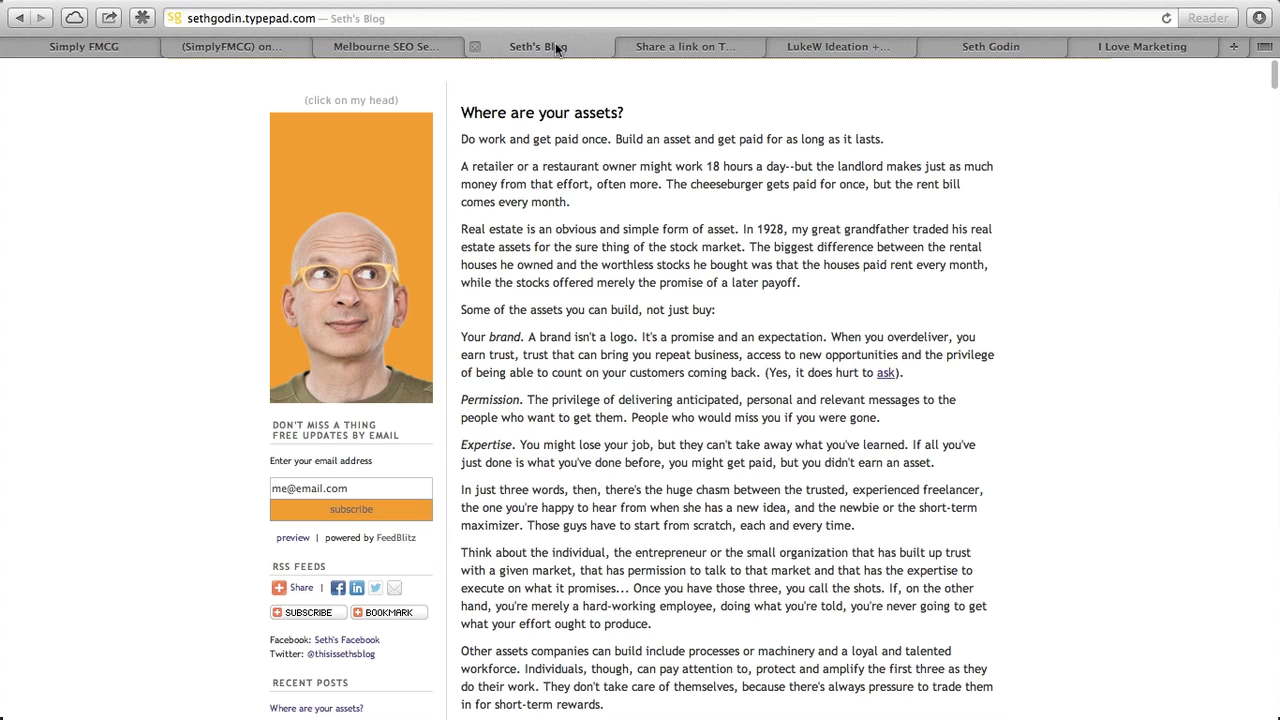 sg sethgodin.typepad.com — Seth's Blog
Reader
Simply FMCG
(SimplyFMCG) on...
Melbourne SEO Se...
Seth's Blog
Share a link on T...
LukeW Ideation +...
Seth Godin
I Love Marketing
(click on my head)
DON'T MISS A THING
FREE UPDATES BY EMAIL
Enter your email address
me@email.com
subscribe
preview | powered by FeedBlitz
RSS FEEDS
Share |
SUBSCRIBE
BOOKMARK
Facebook: Seth's Facebook
Twitter: @thisissethsblog
RECENT POSTS
Where are your assets?
Where are your assets?
Do work and get paid once. Build an asset and get paid for as long as it lasts.
A retailer or a restaurant owner might work 18 hours a day--but the landlord makes just as much
money from that effort, often more. The cheeseburger gets paid for once, but the rent bill
comes every month.
Real estate is an obvious and simple form of asset. In 1928, my great grandfather traded his real
estate assets for the sure thing of the stock market. The biggest difference between the rental
houses he owned and the worthless stocks he bought was that the houses paid rent every month,
while the stocks offered merely the promise of a later payoff.
Some of the assets you can build, not just buy:
Your brand. A brand isn't a logo. It's a promise and an expectation. When you overdeliver, you
earn trust, trust that can bring you repeat business, access to new opportunities and the privilege
of being able to count on your customers coming back. (Yes, it does hurt to ask).
Permission. The privilege of delivering anticipated, personal and relevant messages to the
people who want to get them. People who would miss you if you were gone.
Expertise. You might lose your job, but they can't take away what you've learned. If all you've
just done is what you've done before, you might get paid, but you didn't earn an asset.
In just three words, then, there's the huge chasm between the trusted, experienced freelancer,
the one you're happy to hear from when she has a new idea, and the newbie or the short-term
maximizer. Those guys have to start from scratch, each and every time.
Think about the individual, the entrepreneur or the small organization that has built up trust
with a given market, that has permission to talk to that market and that has the expertise to
execute on what it promises... Once you have those three, you call the shots. If, on the other
hand, you're merely a hard-working employee, doing what you're told, you're never going to get
what your effort ought to produce.
Other assets companies can build include processes or machinery and a loyal and talented
workforce. Individuals, though, can pay attention to, protect and amplify the first three as they
do their work. They don't take care of themselves, because there's always pressure to trade them
in for short-term rewards.